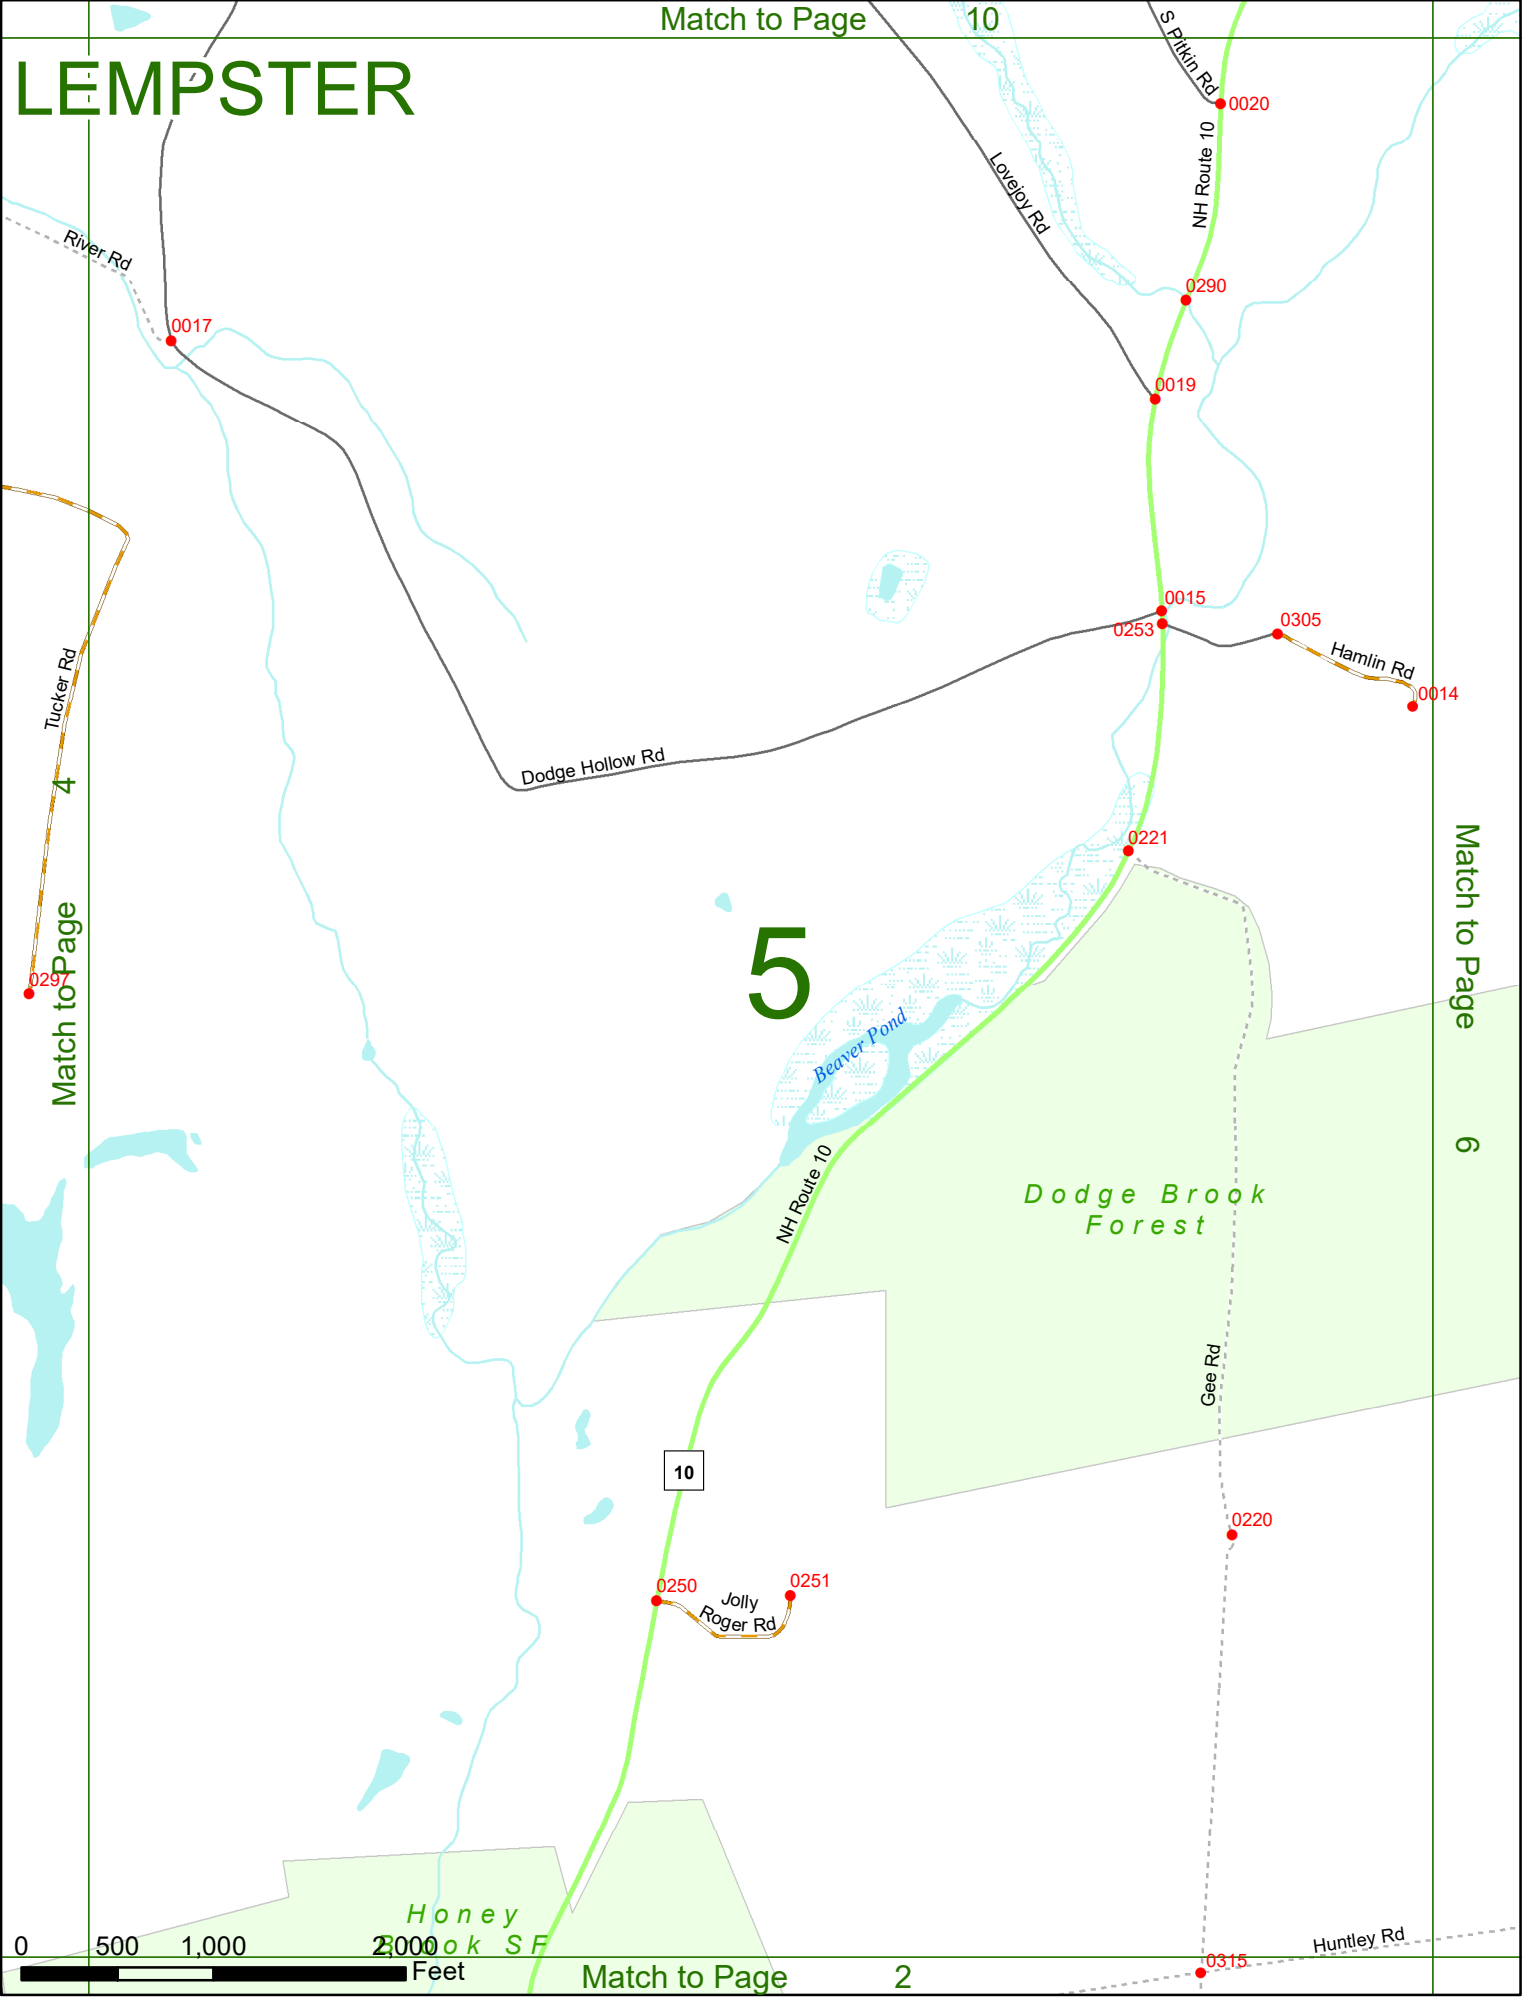 Match to Page 10
LEMPSTER
S Pitkin Rd
0020
NH Route 10
Lovejoy Rd
River Rd
0290
0017
0019
0015
0253
0305
Hamlin Rd
0014
Tucker Rd
Dodge Hollow Rd
4
Match to Page
0221
Match to Page
6
5
0297
Beaver Pond
NH Route 10
Dodge Brook
Forest
Gee Rd
10
0220
0250
Jolly
Roger Rd
0251
Honey
Brook SF
0 500 1,000 2,000
Feet
Huntley Rd
0315
Match to Page 2